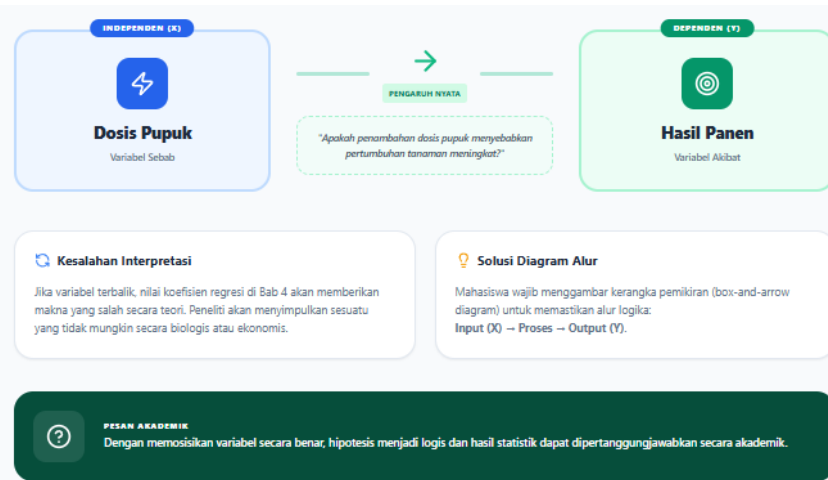 INDEPENDEN (X)
Dosis Pupuk
Variabel Sebab
PENGARUH NYATA
"Apakah penambahan dosis pupuk menyebabkan
pertumbuhan tanaman meningkat?"
DEPENDEN (Y)
Hasil Panen
Variabel Akibat
Kesalahan Interpretasi
Jika variabel terbalik, nilai koefisien regresi di Bab 4 akan memberikan
makna yang salah secara teori. Peneliti akan menyimpulkan sesuatu
yang tidak mungkin secara biologis atau ekonomis.
Solusi Diagram Alur
Mahasiswa wajib menggambar kerangka pemikiran (box-and-arrow
diagram) untuk memastikan alur logika:
Input (X) → Proses → Output (Y).
PESAN AKADEMIK
Dengan memosisikan variabel secara benar, hipotesis menjadi logis dan hasil statistik dapat dipertanggungjawabkan secara akademik.